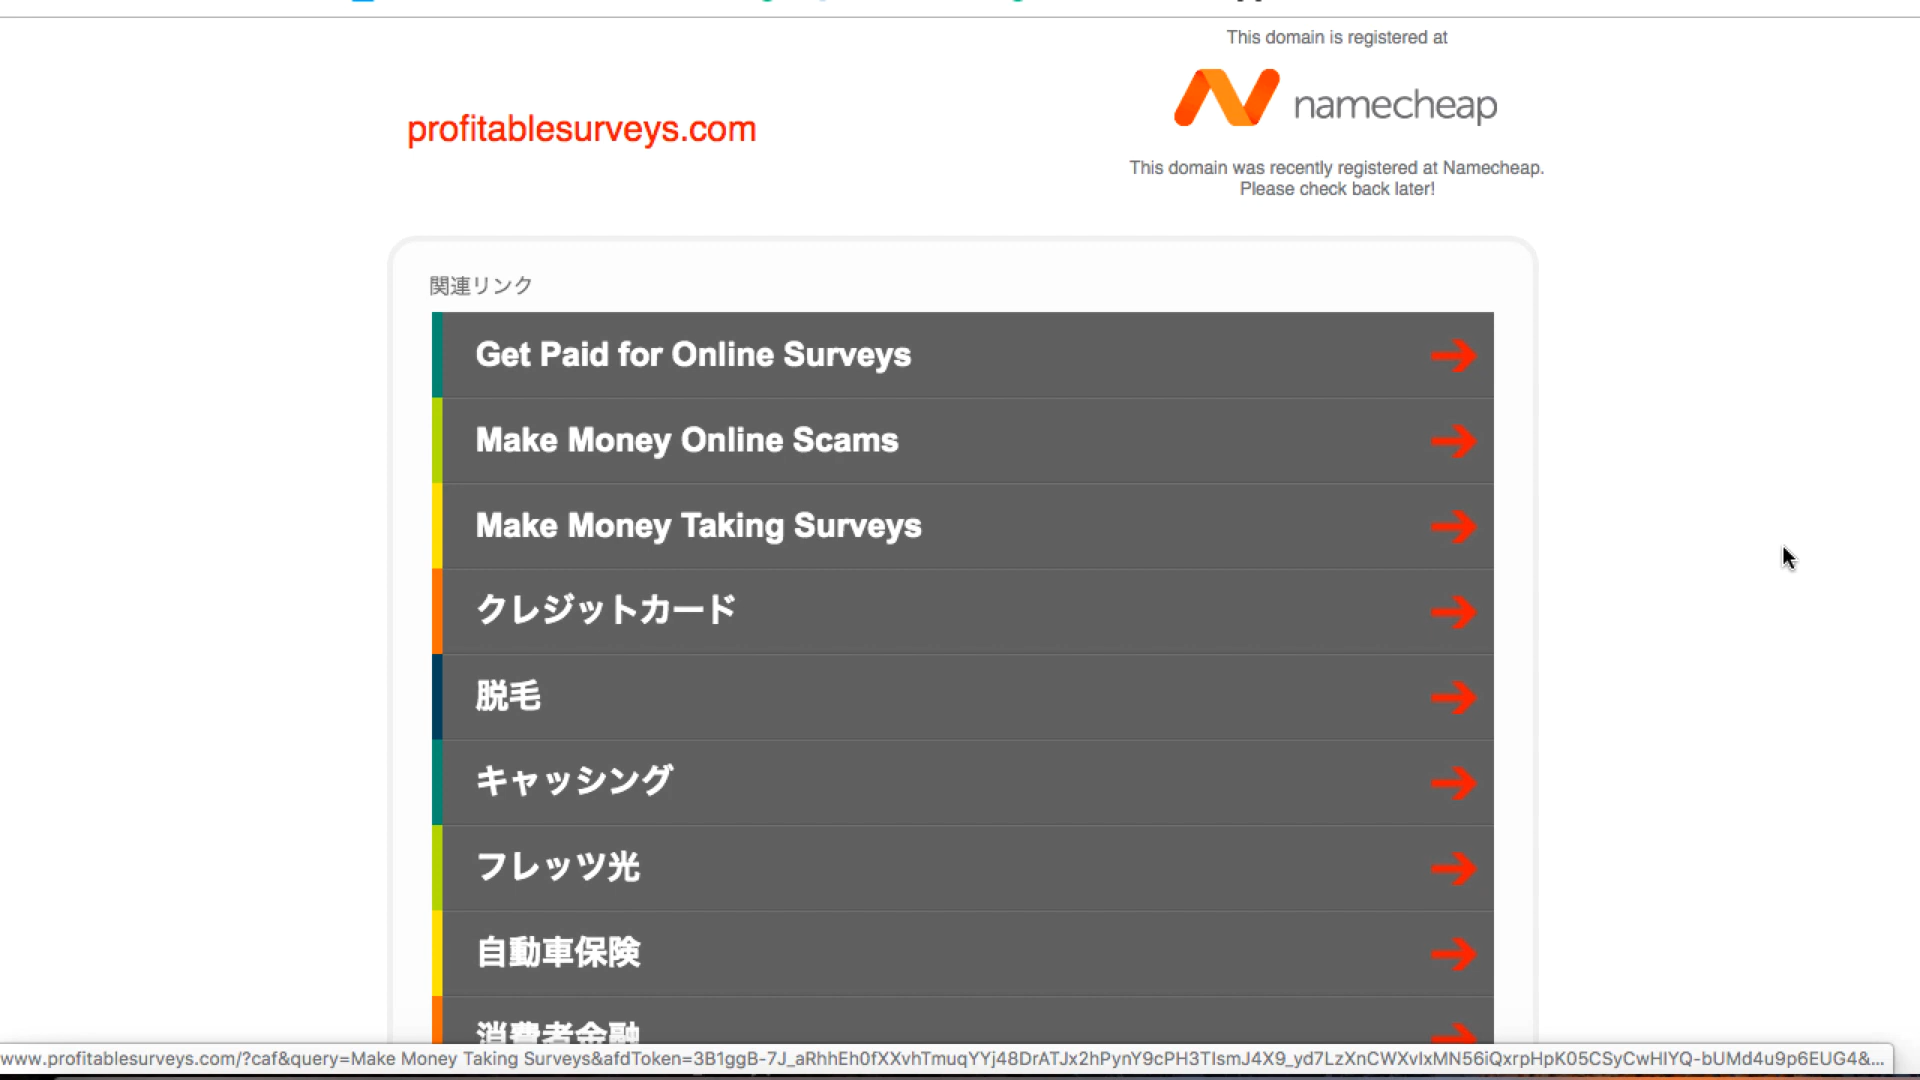 This domain is registered at
namecheap
profitablesurveys.com
This domain was recently registered at Namecheap.
Please check back later!
関連リンク
Get Paid for Online Surveys
Make Money Online Scams
Make Money Taking Surveys
クレジットカード
脱毛
キャッシング
フレッツ光
自動車保険
消費者金融
www.profitablesurveys.com/?caf&query=Make Money Taking Surveys&afdToken=3B1ggB-7J_aRhhEh0fXXvhTmuqYYj48DrATJx2hPynY9cPH3TIsmJ4X9_yd7LzXnCWXvIxMN56iQxrpHpK05CSyCwHIYQ-bUMd4u9p6EUG4&...